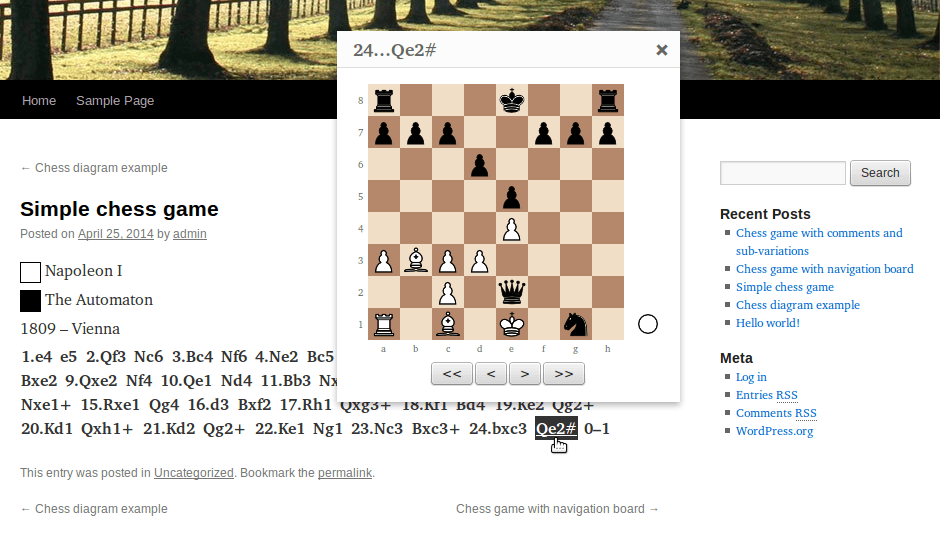 Home Sample Page
← Chess diagram example
Simple chess game
Posted on April 25, 2014 by admin
Napoleon I
The Automaton
1809 – Vienna
1.e4 e5 2.Qf3 Nc6 3.Bc4 Nf6 4.Ne2 Bc5
Bxe2 9.Qxe2 Nf4 10.Qe1 Nd4 11.Bb3
Nxe1+ 15.Rxe1 Qg4 16.d3 Bxf2 17.Rh1 Qxg3+ 18.Kf1 Bd4 19.Ke2 Qg2+
20.Kd1 Qxh1+ 21.Kd2 Qg2+ 22.Ke1 Ng1 23.Nc3 Bxc3+ 24.bxc3 Qe2# 0–1
This entry was posted in Uncategorized. Bookmark the permalink.
← Chess diagram example
Chess game with navigation board →
24...Qe2#
8
7
6
5
4
3
2
1
a b c d e f g h
<< < > >>
Search
Recent Posts
Chess game with comments and
sub-variations
Chess game with navigation board
Simple chess game
Chess diagram example
Hello world!
Meta
Log in
Entries RSS
Comments RSS
WordPress.org